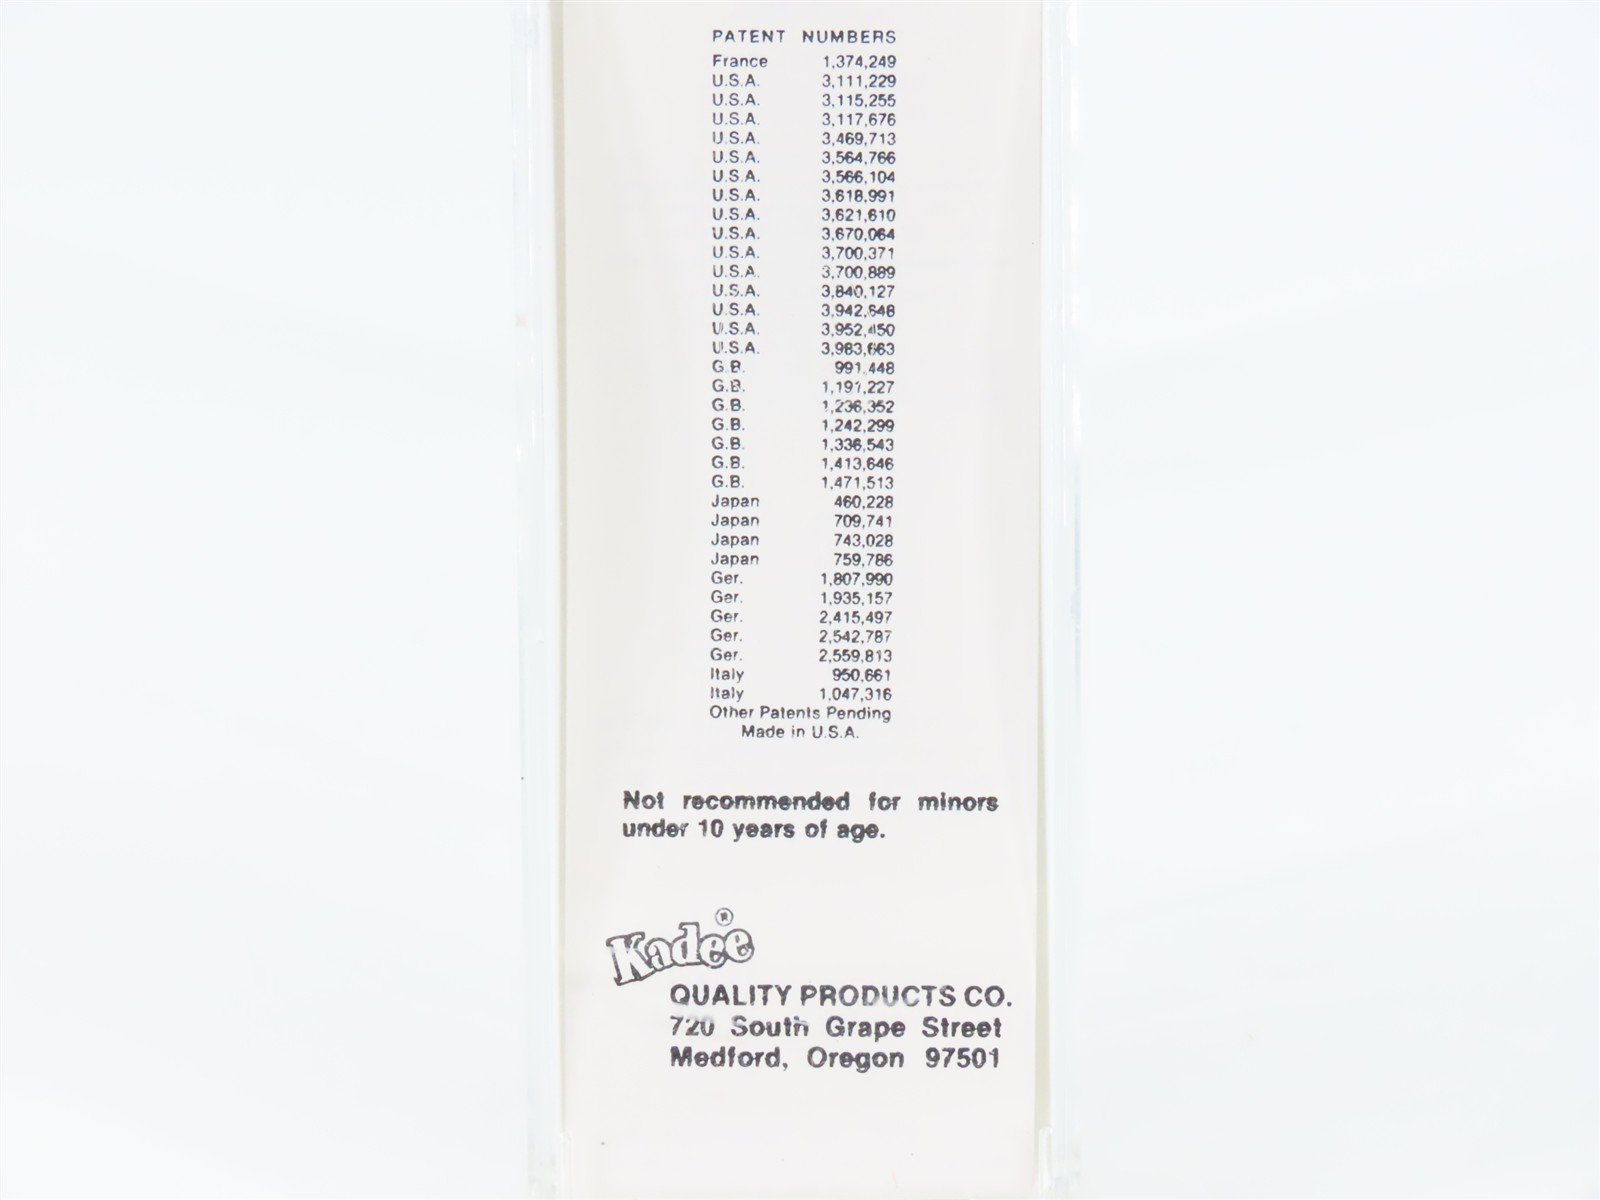 PATENT NUMBERS
France 1,374,249
U.S.A. 3,111,229
U.S.A. 3,115,255
U.S.A. 3,117,676
U.S.A. 3,469,713
U.S.A. 3,564,766
U.S.A. 3,566,104
U.S.A. 3,618,991
U.S.A. 3,621,610
U.S.A. 3,670,064
U.S.A. 3,700,371
U.S.A. 3,700,889
U.S.A. 3,840,127
U.S.A. 3,942,648
U.S.A. 3,952,450
U.S.A. 3,983,663
G.B. 991,448
G.B. 1,191,227
G.B. 1,236,352
G.B. 1,242,299
G.B. 1,336,543
G.B. 1,413,646
G.B. 1,471,513
Japan 460,228
Japan 709,741
Japan 743,028
Japan 759,786
Ger. 1,807,990
Ger. 1,935,157
Ger. 2,415,497
Ger. 2,542,787
Ger. 2,559,813
Italy 950,661
Italy 1,047,316
Other Patents Pending
Made in U.S.A.
Not recommended for minors
under 10 years of age.
Kadee®
QUALITY PRODUCTS CO.
720 South Grape Street
Medford, Oregon 97501